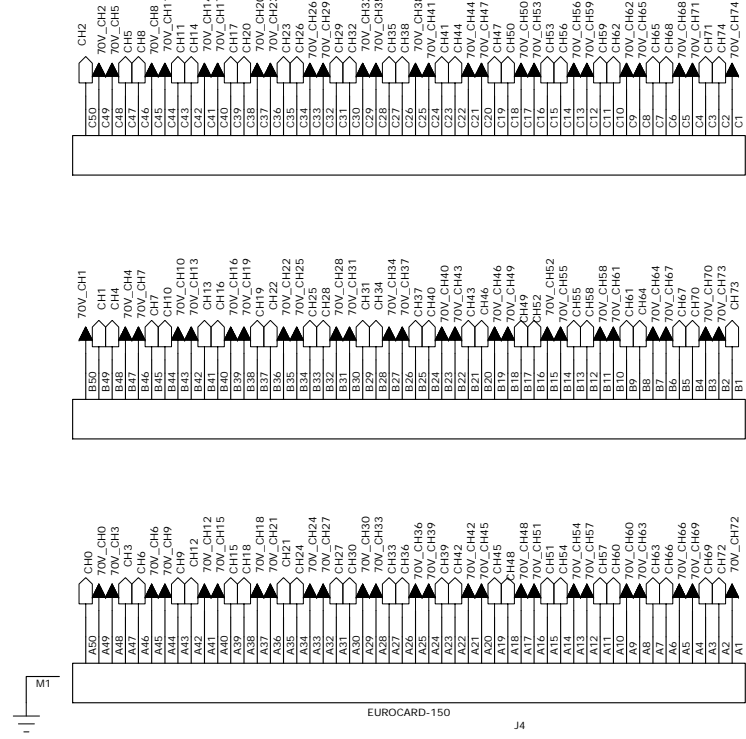 CH2 70V_CH2 70V_CH5 CH5 CH8 70V_CH8 70V_CH11 CH11 CH14 70V_CH14 70V_CH17 CH17 CH20 70V_CH20 70V_CH23 CH23 CH26 70V_CH26 70V_CH29 CH29 CH32 70V_CH32 70V_CH35 CH35 CH38 70V_CH38 70V_CH41 CH41 CH44 70V_CH44 70V_CH47 CH47 CH50 70V_CH50 70V_CH53 CH53 CH56 70V_CH56 70V_CH59 CH59 CH62 70V_CH62 70V_CH65 CH65 CH68 70V_CH68 70V_CH71 CH71 CH74 70V_CH74
C50 C49 C48 C47 C46 C45 C44 C43 C42 C41 C40 C39 C38 C37 C36 C35 C34 C33 C32 C31 C30 C29 C28 C27 C26 C25 C24 C23 C22 C21 C20 C19 C18 C17 C16 C15 C14 C13 C12 C11 C10 C9 C8 C7 C6 C5 C4 C3 C2 C1
70V_CH1 CH1 CH4 70V_CH4 70V_CH7 CH7 CH10 70V_CH10 70V_CH13 CH13 CH16 70V_CH16 70V_CH19 CH19 CH22 70V_CH22 70V_CH25 CH25 CH28 70V_CH28 70V_CH31 CH31 CH34 70V_CH34 70V_CH37 CH37 CH40 70V_CH40 70V_CH43 CH43 CH46 70V_CH46 70V_CH49 CH49 CH52 70V_CH52 70V_CH55 CH55 CH58 70V_CH58 70V_CH61 CH61 CH64 70V_CH64 70V_CH67 CH67 CH70 70V_CH70 70V_CH73 CH73
B50 B49 B48 B47 B46 B45 B44 B43 B42 B41 B40 B39 B38 B37 B36 B35 B34 B33 B32 B31 B30 B29 B28 B27 B26 B25 B24 B23 B22 B21 B20 B19 B18 B17 B16 B15 B14 B13 B12 B11 B10 B9 B8 B7 B6 B5 B4 B3 B2 B1
CH0 70V_CH0 70V_CH3 CH3 CH6 70V_CH6 70V_CH9 CH9 CH12 70V_CH12 70V_CH15 CH15 CH18 70V_CH18 70V_CH21 CH21 CH24 70V_CH24 70V_CH27 CH27 CH30 70V_CH30 70V_CH33 CH33 CH36 70V_CH36 70V_CH39 CH39 CH42 70V_CH42 70V_CH45 CH45 CH48 70V_CH48 70V_CH51 CH51 CH54 70V_CH54 70V_CH57 CH57 CH60 70V_CH60 70V_CH63 CH63 CH66 70V_CH66 70V_CH69 CH69 CH72 70V_CH72
A50 A49 A48 A47 A46 A45 A44 A43 A42 A41 A40 A39 A38 A37 A36 A35 A34 A33 A32 A31 A30 A29 A28 A27 A26 A25 A24 A23 A22 A21 A20 A19 A18 A17 A16 A15 A14 A13 A12 A11 A10 A9 A8 A7 A6 A5 A4 A3 A2 A1
M1
EUROCARD-150
J4